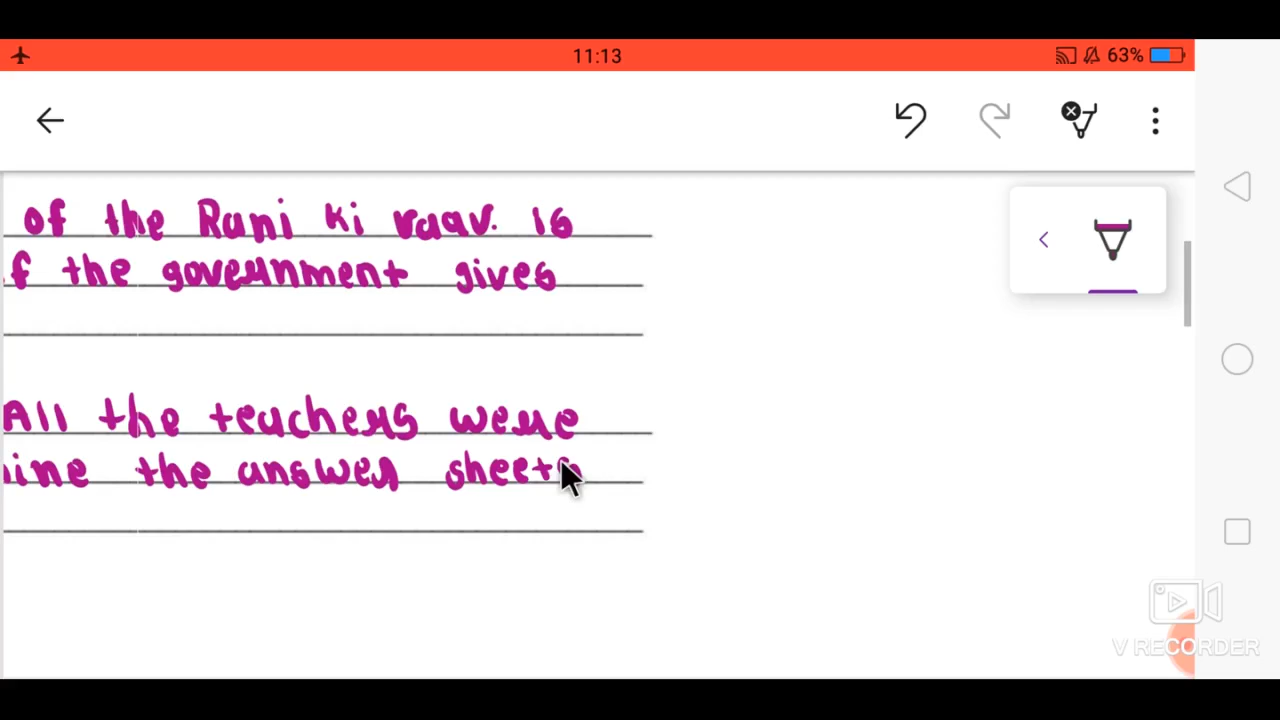 11:13
63%
of the Rani ki vaav. is
f the government gives
All the teachers were
ine the answer sheets
V RECORDER